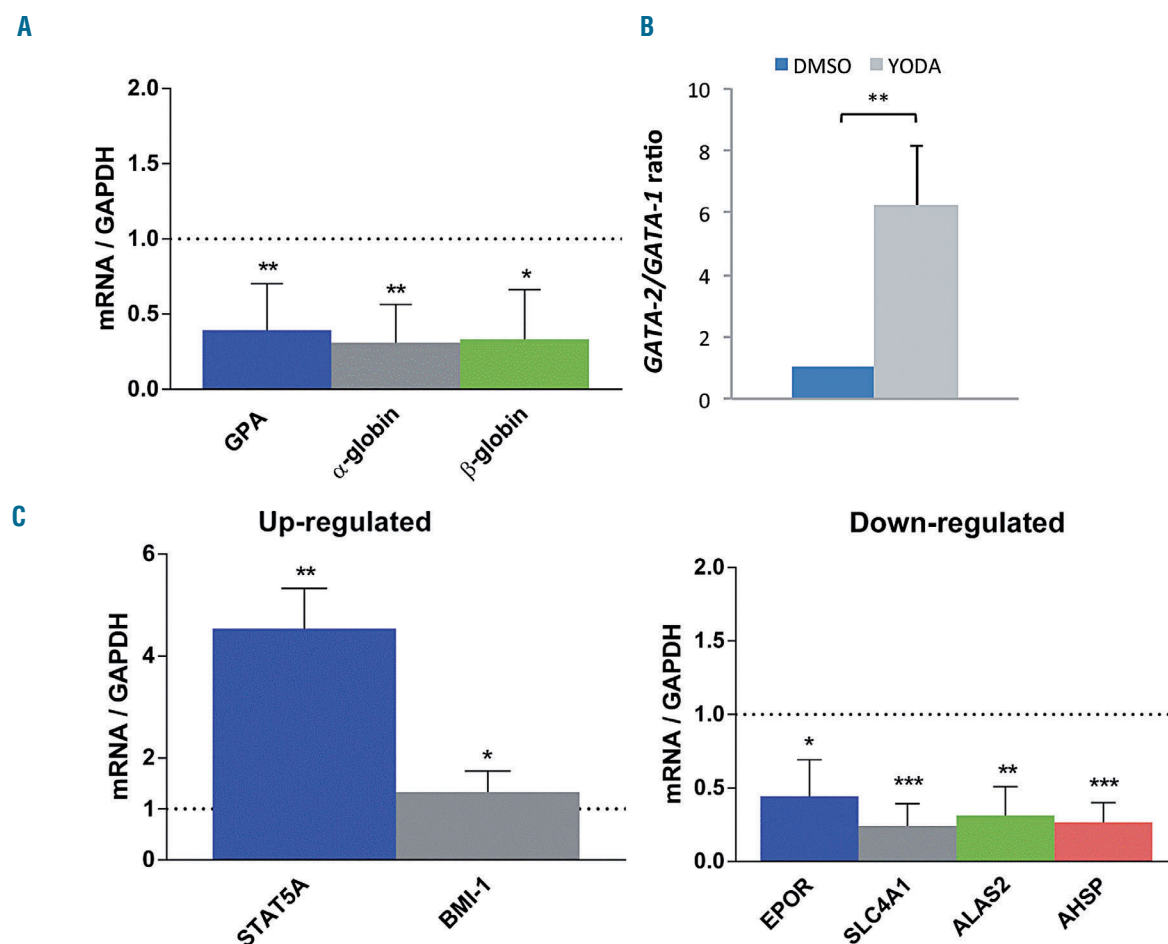 A
mRNA / GAPDH
2.0
1.5
1.0
0.5
0.0
**
**
*
GPA
α-globin
β-globin
B
DMSO YODA
GATA-2/GATA-1 ratio
10
8
6
4
2
0
**
C
Up-regulated
mRNA / GAPDH
6
4
2
1
0
**
*
STAT5A
BMI-1
Down-regulated
mRNA / GAPDH
2.0
1.5
1.0
0.5
0.0
*
***
**
***
EPOR
SLC4A1
ALAS2
AHSP